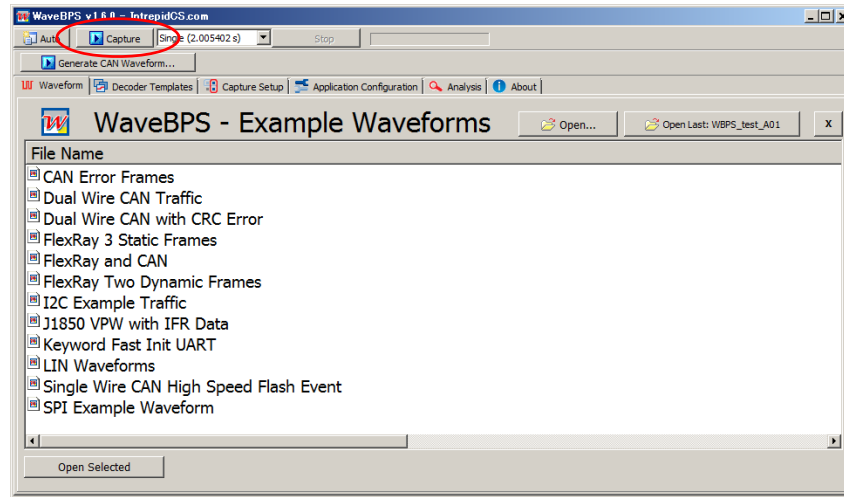 WaveBPS v1.6.0 - IntrepidCS.com
Auto Capture Single (2.005402 s) Stop
Generate CAN Waveform...
Waveform Decoder Templates Capture Setup Application Configuration Analysis About
WaveBPS - Example Waveforms Open... Open Last: WBPS_test_A01 X
File Name
CAN Error Frames
Dual Wire CAN Traffic
Dual Wire CAN with CRC Error
FlexRay 3 Static Frames
FlexRay and CAN
FlexRay Two Dynamic Frames
I2C Example Traffic
J1850 VPW with IFR Data
Keyword Fast Init UART
LIN Waveforms
Single Wire CAN High Speed Flash Event
SPI Example Waveform
Open Selected